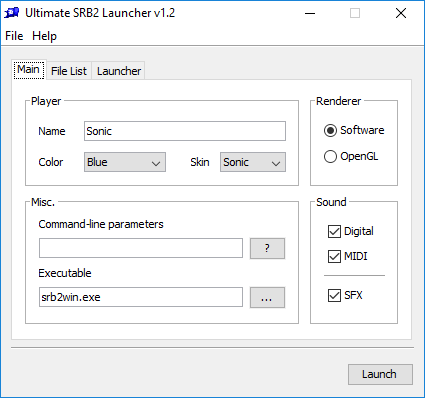 Ultimate SRB2 Launcher v1.2
File Help
Main File List Launcher
Player
Name Sonic
Color Blue Skin Sonic
Renderer
Software
OpenGL
Misc.
Command-line parameters
?
Executable
srb2win.exe ...
Sound
Digital
MIDI
SFX
Launch